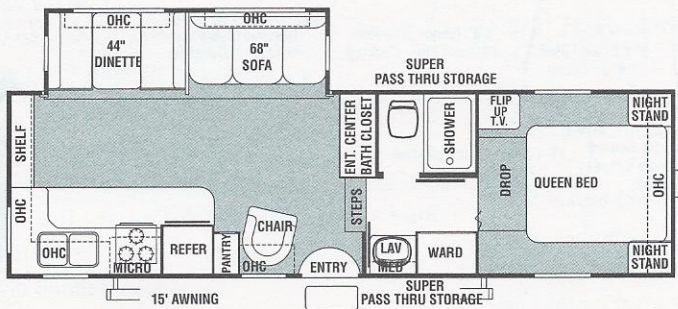 OHC
44"
DINETTE
OHC
68"
SOFA
SUPER
PASS THRU STORAGE
SHELF
ENT. CENTER
BATH CLOSET
SHOWER
FLIP
UP
T.V.
NIGHT
STAND
DROP
QUEEN BED
OHC
OHC
STEPS
CHAIR
OHC
MICRO
REFER
PANTRY
OHC
ENTRY
LAV
MED
WARD
NIGHT
STAND
15' AWNING
SUPER
PASS THRU STORAGE